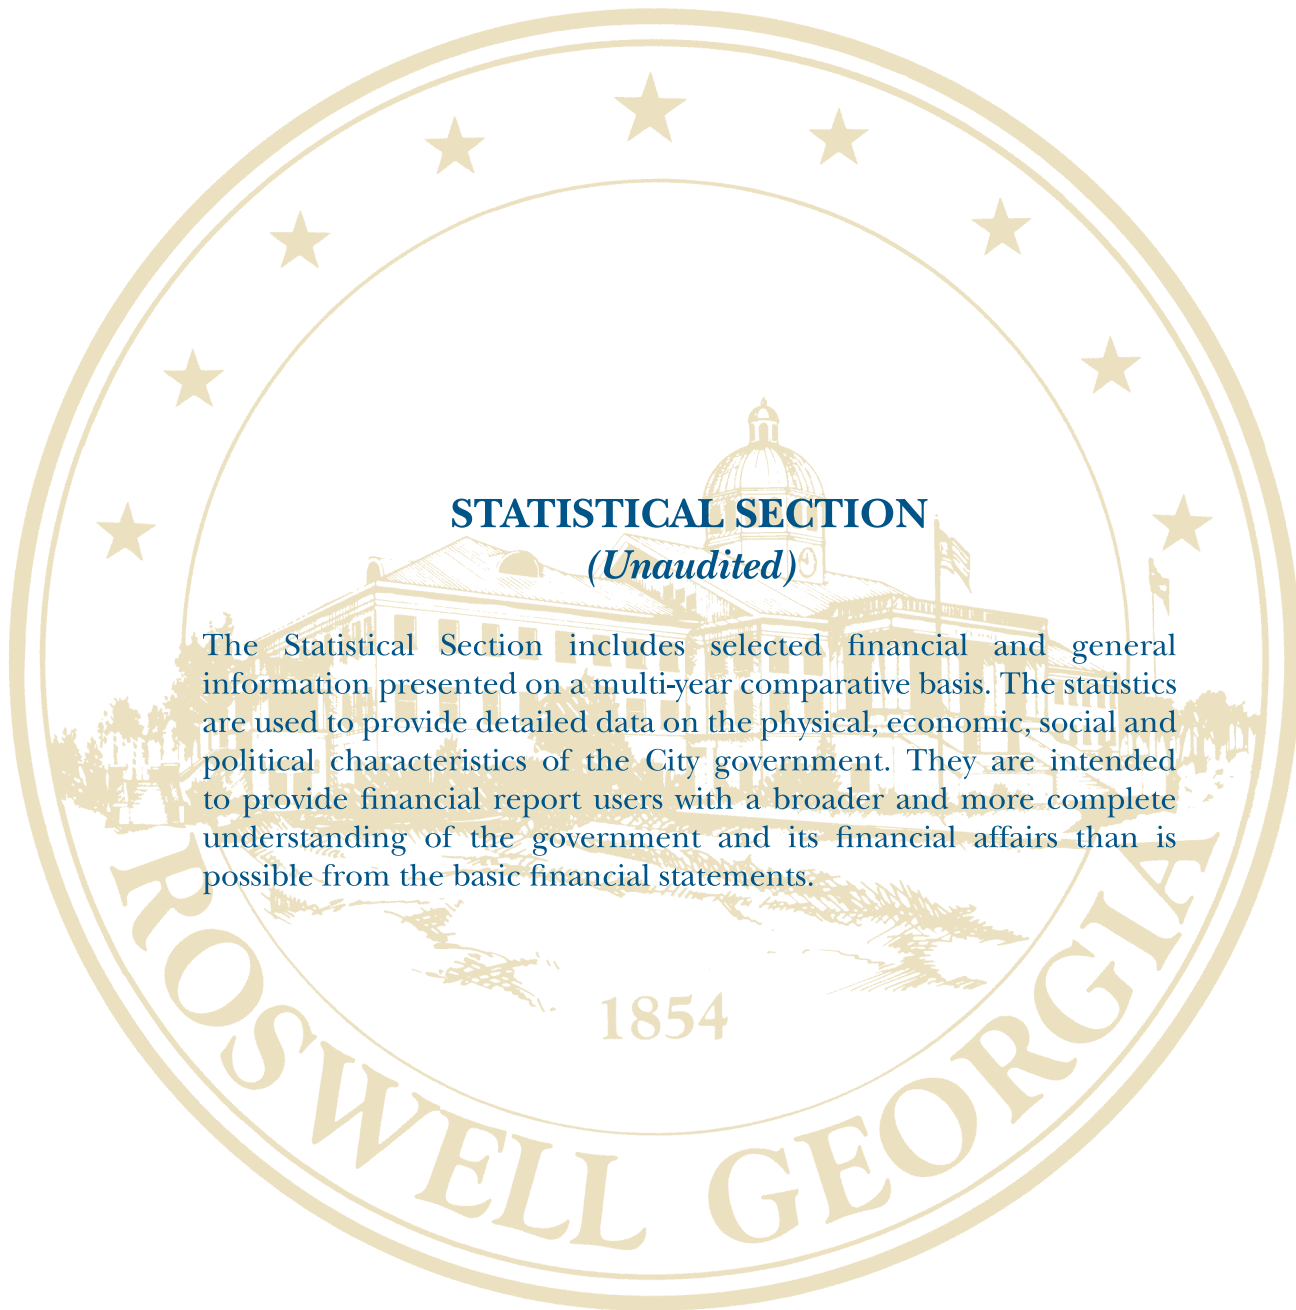 STATISTICAL SECTION
(Unaudited)
The Statistical Section includes selected financial and general
information presented on a multi-year comparative basis. The statistics
are used to provide detailed data on the physical, economic, social and
political characteristics of the City government. They are intended
to provide financial report users with a broader and more complete
understanding of the government and its financial affairs than is
possible from the basic financial statements.
1854
ROSWELL GEORGIA